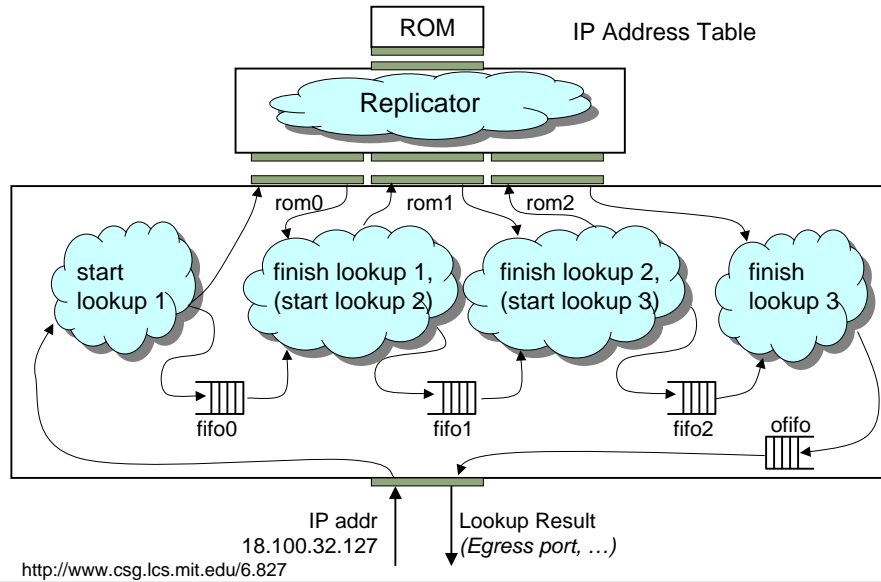 ROM
IP Address Table
Replicator
rom0
rom1
rom2
start
lookup 1
finish lookup 1,
(start lookup 2)
finish lookup 2,
(start lookup 3)
finish
lookup 3
fifo0
fifo1
fifo2
ofifo
IP addr
18.100.32.127
Lookup Result
(Egress port, …)
http://www.csg.lcs.mit.edu/6.827